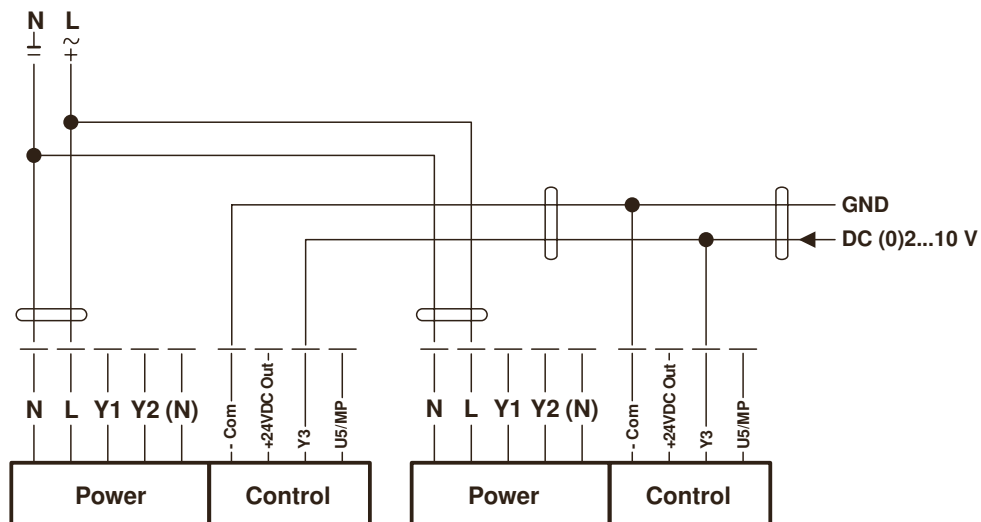 N L
⊥ ~
– +
GND
DC (0)2...10 V
N L Y1 Y2 (N) - Com +24VDC Out Y3 U5/MP N L Y1 Y2 (N) - Com +24VDC Out Y3 U5/MP
Power Control Power Control